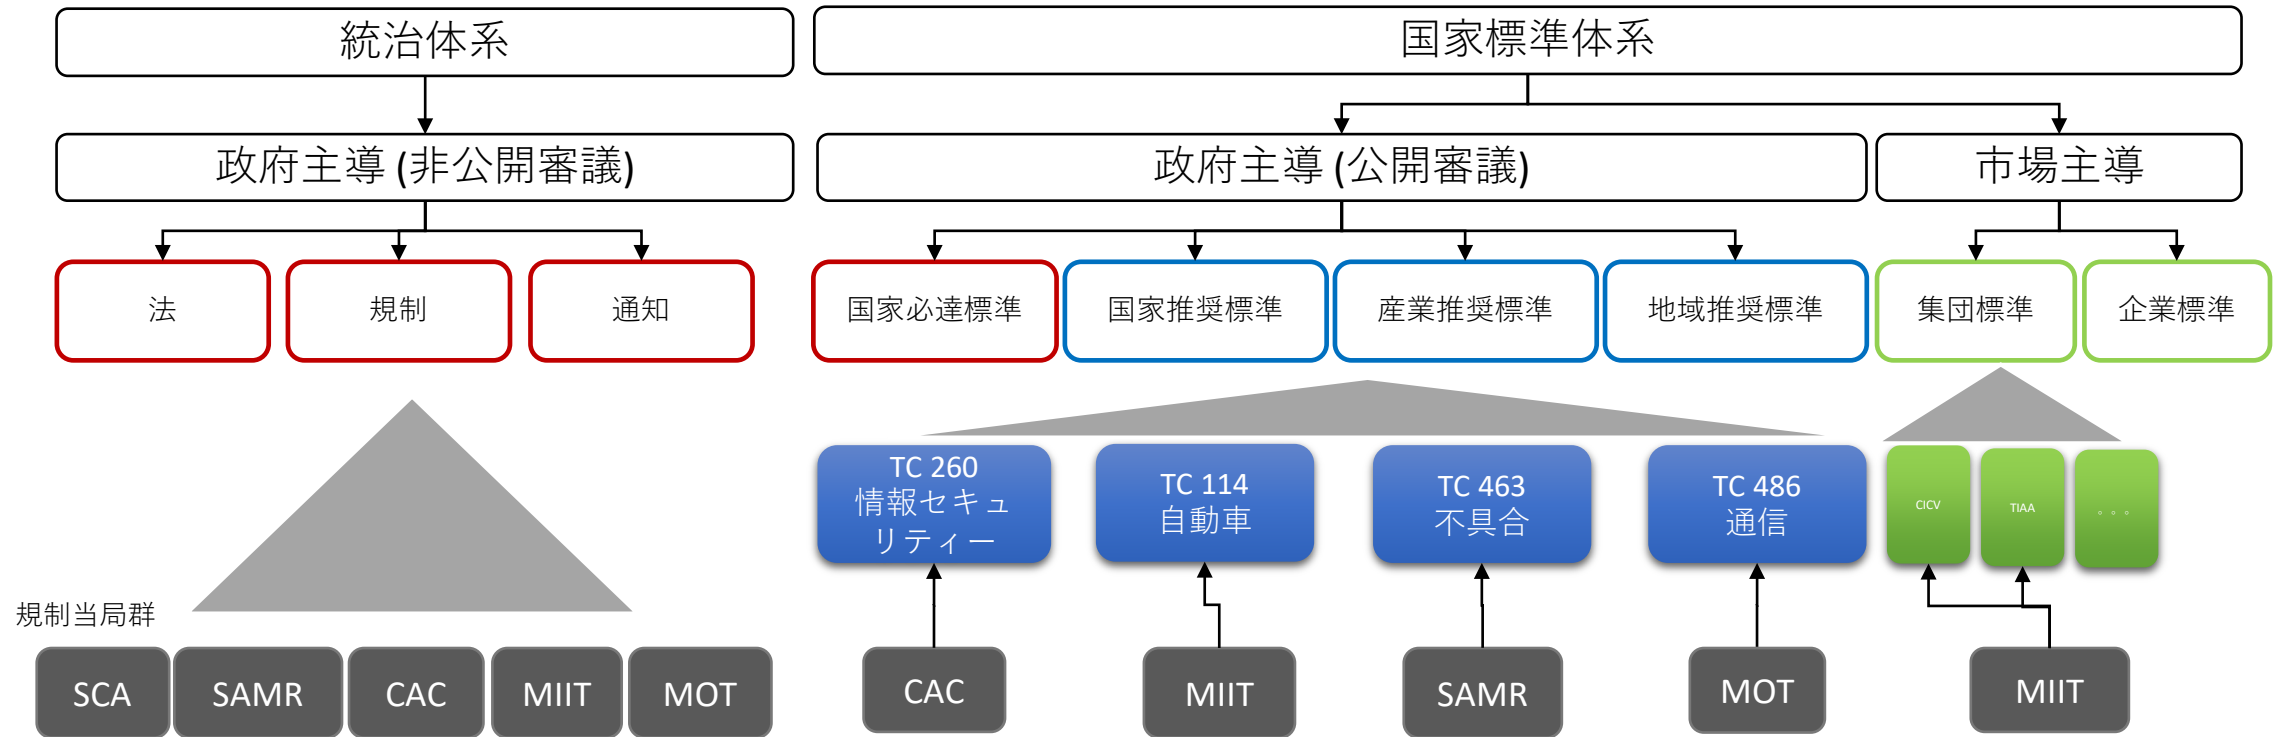 統治体系
国家標準体系
政府主導 (非公開審議)
政府主導 (公開審議)
市場主導
法
規制
通知
国家必達標準
国家推奨標準
産業推奨標準
地域推奨標準
集団標準
企業標準
TC 260
情報セキュ
リティー
TC 114
自動車
TC 463
不具合
TC 486
通信
CICV
TIAA
。。。
規制当局群
SCA
SAMR
CAC
MIIT
MOT
CAC
MIIT
SAMR
MOT
MIIT